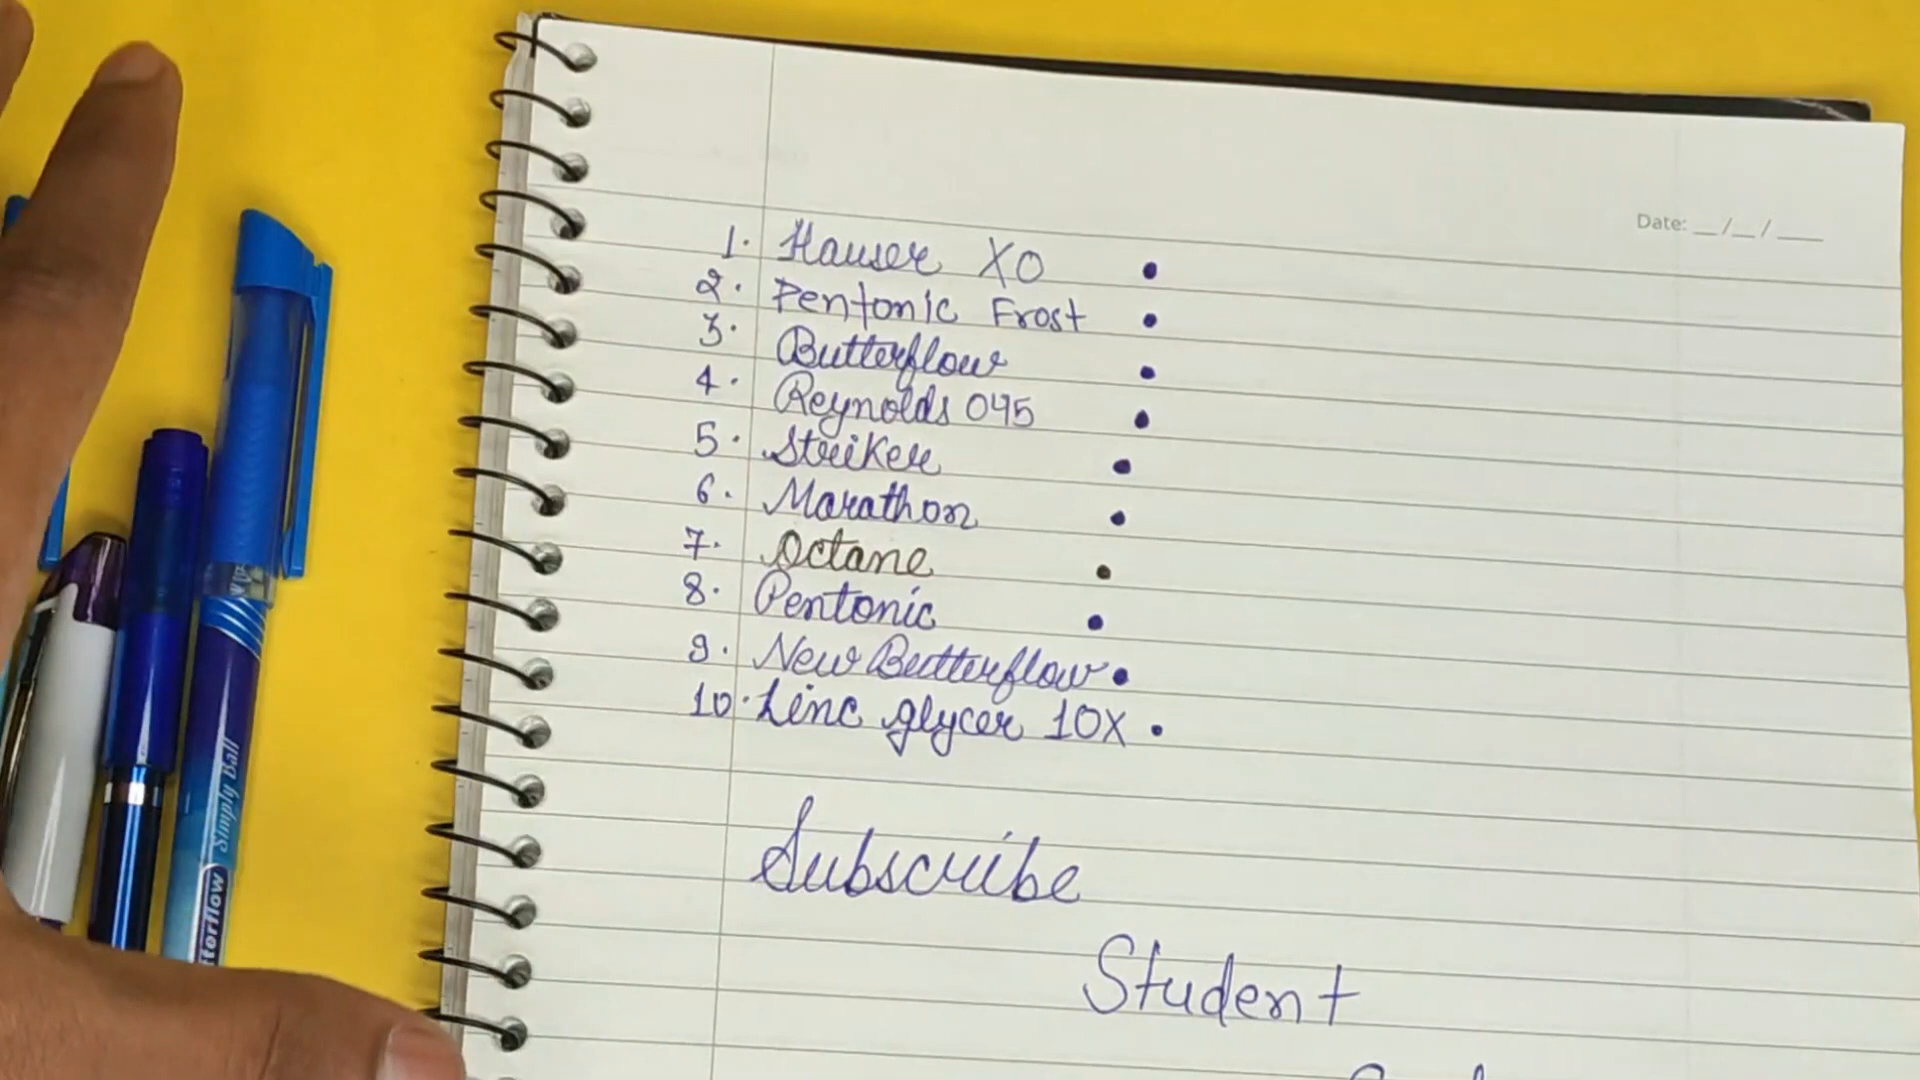 Date: __/__/____
1. Hauser XO
2. Pentonic Frost
3. Butterflow
4. Reynolds 045
5. Striker
6. Marathon
7. Octane
8. Pentonic
9. New Butterflow
10. Linc glycer 10X
Subscribe
Student
Simply Ball
tterflow